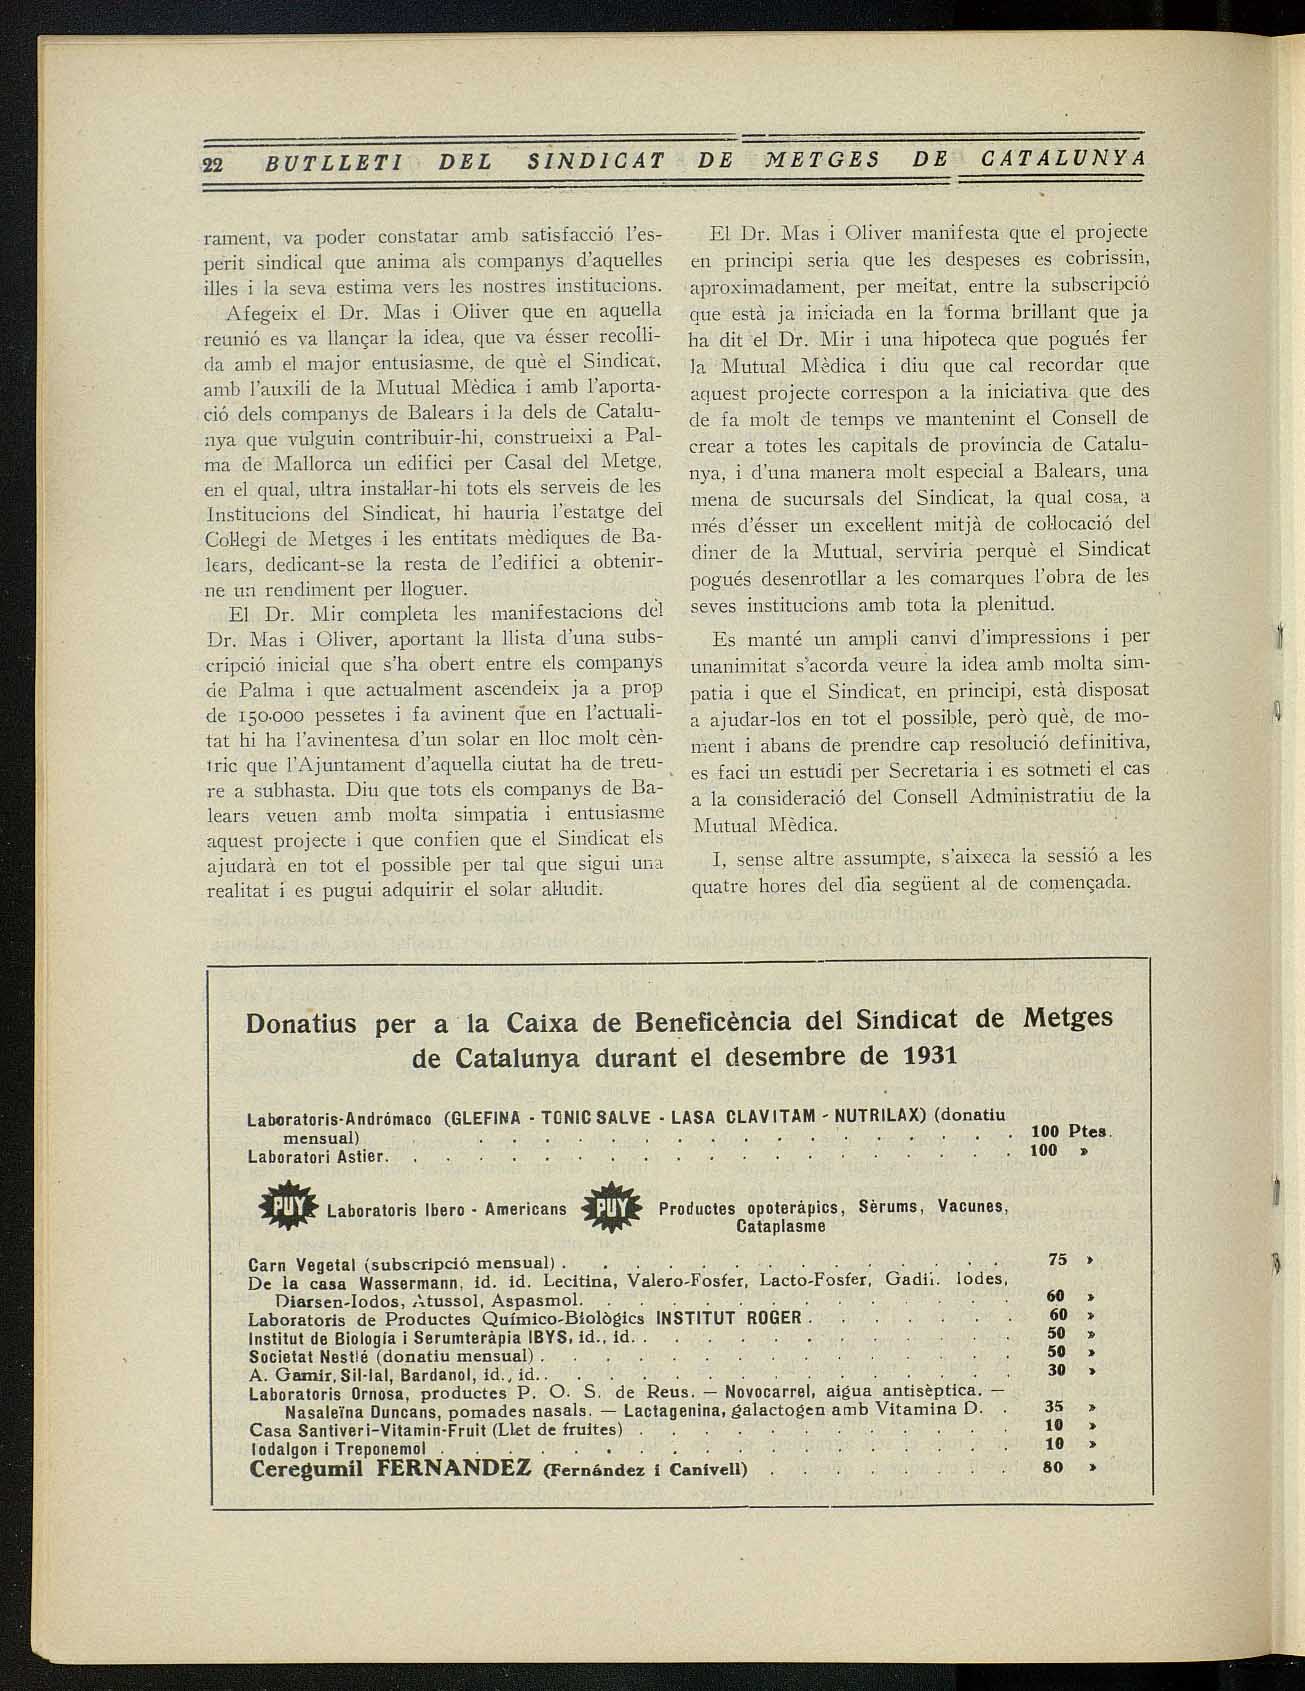 22 BUTLLETI DEL SINDICAT DE METGES DE CATALUNYA
rament, va poder constatar amb satisfacció l'es-
perit sindical que anima als companys d'aquelles
illes i la seva estima vers les nostres institucions.
Afegeix el Dr. Mas i Oliver que en aquella
reunió es va llançar la idea, que va ésser recolli-
da amb el major entusiasme, de què el Sindicat,
amb l'auxili de la Mutual Mèdica i amb l'aporta-
ció dels companys de Balears i la dels de Catalu-
nya que vulguin contribuir-hi, construeixi a Pal-
ma de Mallorca un edifici per Casal del Metge,
en el qual, ultra instaŀlar-hi tots els serveis de les
Institucions del Sindicat, hi hauria l'estatge del
Coŀlegi de Metges i les entitats mèdiques de Ba-
lears, dedicant-se la resta de l'edifici a obtenir-
ne un rendiment per lloguer.
El Dr. Mir completa les manifestacions del
Dr. Mas i Oliver, aportant la llista d'una subs-
cripció inicial que s'ha obert entre els companys
de Palma i que actualment ascendeix ja a prop
de 150.000 pessetes i fa avinent que en l'actuali-
tat hi ha l'avinentesa d'un solar en lloc molt cèn-
tric que l'Ajuntament d'aquella ciutat ha de treu-
re a subhasta. Diu que tots els companys de Ba-
lears veuen amb molta simpatia i entusiasme
aquest projecte i que confien que el Sindicat els
ajudarà en tot el possible per tal que sigui una
realitat i es pugui adquirir el solar aŀludit.
El Dr. Mas i Oliver manifesta que el projecte
en principi seria que les despeses es cobrissin,
aproximadament, per meitat, entre la subscripció
que està ja iniciada en la forma brillant que ja
ha dit el Dr. Mir i una hipoteca que pogués fer
la Mutual Mèdica i diu que cal recordar que
aquest projecte correspon a la iniciativa que des
de fa molt de temps ve mantenint el Consell de
crear a totes les capitals de província de Catalu-
nya, i d'una manera molt especial a Balears, una
mena de sucursals del Sindicat, la qual cosa, a
més d'ésser un exceŀlent mitjà de coŀlocació del
diner de la Mutual, serviria perquè el Sindicat
pogués desenrotllar a les comarques l'obra de les
seves institucions amb tota la plenitud.
Es manté un ampli canvi d'impressions i per
unanimitat s'acorda veure la idea amb molta sim-
patia i que el Sindicat, en principi, està disposat
a ajudar-los en tot el possible, però què, de mo-
ment i abans de prendre cap resolució definitiva,
es faci un estudi per Secretaria i es sotmeti el cas
a la consideració del Consell Administratiu de la
Mutual Mèdica.
I, sense altre assumpte, s'aixeca la sessió a les
quatre hores del dia següent al de començada.
Donatius per a la Caixa de Beneficència del Sindicat de Metges
de Catalunya durant el desembre de 1931
Laboratoris-Andrómaco (GLEFINA - TONIC SALVE - LASA CLAVITAM - NUTRILAX) (donatiu
mensual) . . . . . . . . . . . . . . . . . 100 Ptes.
Laboratori Astier. . . . . . . . . . . . . . . . . . 100 »
PUY Laboratoris Ibero - Americans PUY Productes opoteràpics, Sèrums, Vacunes,
Cataplasme
Carn Vegetal (subscripció mensual) . . . . . . . . . . . . . . 75 »
De la casa Wassermann, id. id. Lecitina, Valero-Fosfer, Lacto-Fosfer, Gadil. Iodes,
Diarsen-Iodos, Atussol, Aspasmol. . . . . . . . . . . . . . 60 »
Laboratoris de Productes Químico-Biològics INSTITUT ROGER . . . . . . . 60 »
Institut de Biologia i Serumteràpia IBYS, id., id. . . . . . . . . . . . . 50 »
Societat Nestlé (donatiu mensual) . . . . . . . . . . . . . . . 50 »
A. Gamir, Sil-lal, Bardanol, id., id. . . . . . . . . . . . . . . . 30 »
Laboratoris Ornosa, productes P. O. S. de Reus. — Novocarrel, aigua antisèptica. —
Nasaleïna Duncans, pomades nasals. — Lactagenina, galactogen amb Vitamina D. . 35 »
Casa Santiveri-Vitamin-Fruit (Llet de fruites) . . . . . . . . . . . . 10 »
Iodalgon i Treponemol . . . . . . . . . . . . . . . . . . 10 »
Ceregumil FERNANDEZ (Fernández i Canivell) . . . . . . . . 80 »